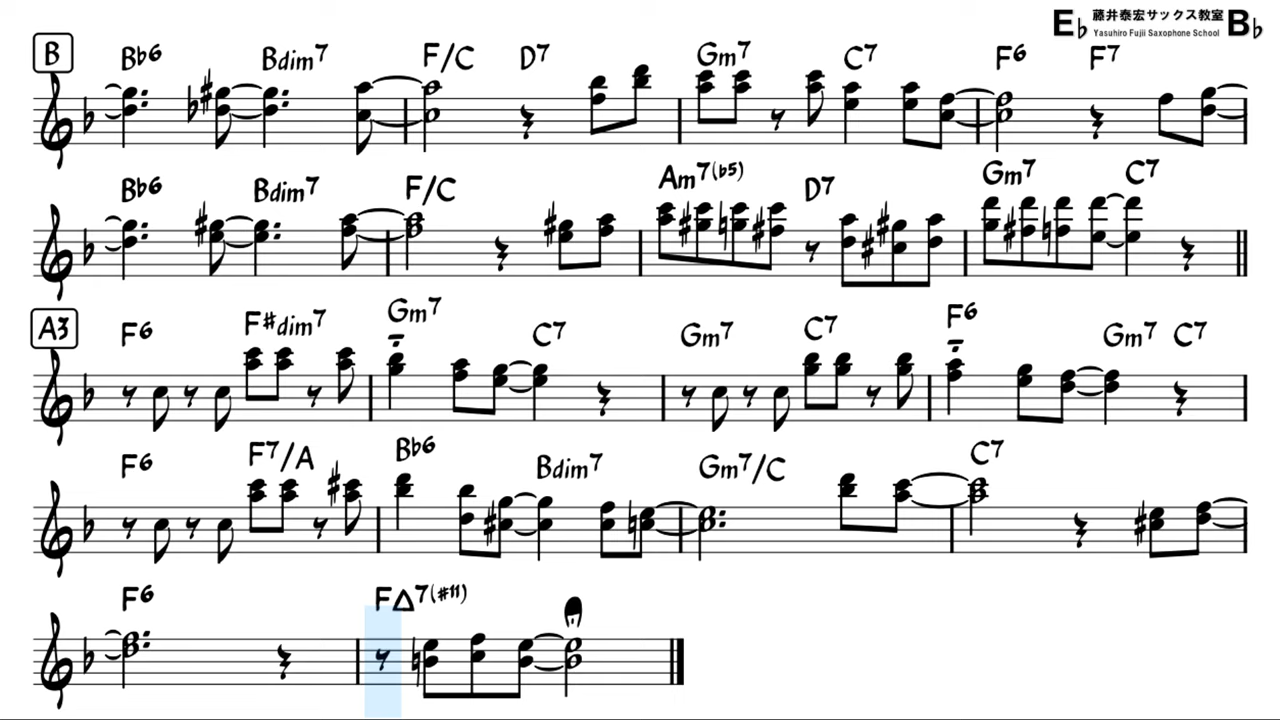 E♭ 藤井泰宏サックス教室 B♭
Yasuhiro Fujii Saxophone School
B B♭6 Bdim7 F/C D7 Gm7 C7 F6 F7
B♭6 Bdim7 F/C Am7(♭5) D7 Gm7 C7
A3 F6 F#dim7 Gm7 C7 Gm7 C7 F6 Gm7 C7
F6 F7/A B♭6 Bdim7 Gm7/C C7
F6 F△7(#11)